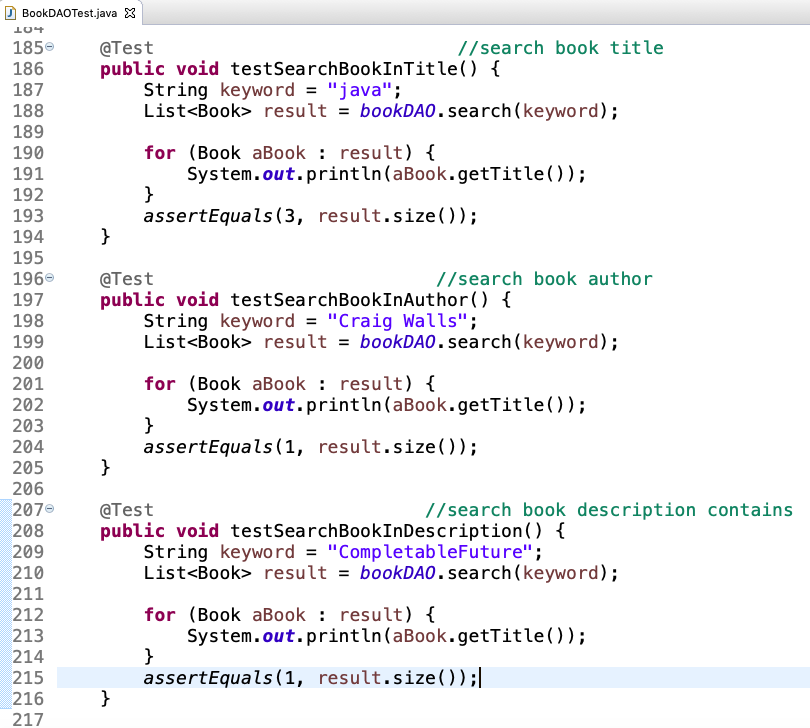 BookDAOTest.java
184
185 @Test //search book title
186 public void testSearchBookInTitle() {
187 String keyword = "java";
188 List<Book> result = bookDAO.search(keyword);
189
190 for (Book aBook : result) {
191 System.out.println(aBook.getTitle());
192 }
193 assertEquals(3, result.size());
194 }
195
196 @Test //search book author
197 public void testSearchBookInAuthor() {
198 String keyword = "Craig Walls";
199 List<Book> result = bookDAO.search(keyword);
200
201 for (Book aBook : result) {
202 System.out.println(aBook.getTitle());
203 }
204 assertEquals(1, result.size());
205 }
206
207 @Test //search book description contains
208 public void testSearchBookInDescription() {
209 String keyword = "CompletableFuture";
210 List<Book> result = bookDAO.search(keyword);
211
212 for (Book aBook : result) {
213 System.out.println(aBook.getTitle());
214 }
215 assertEquals(1, result.size());
216 }
217